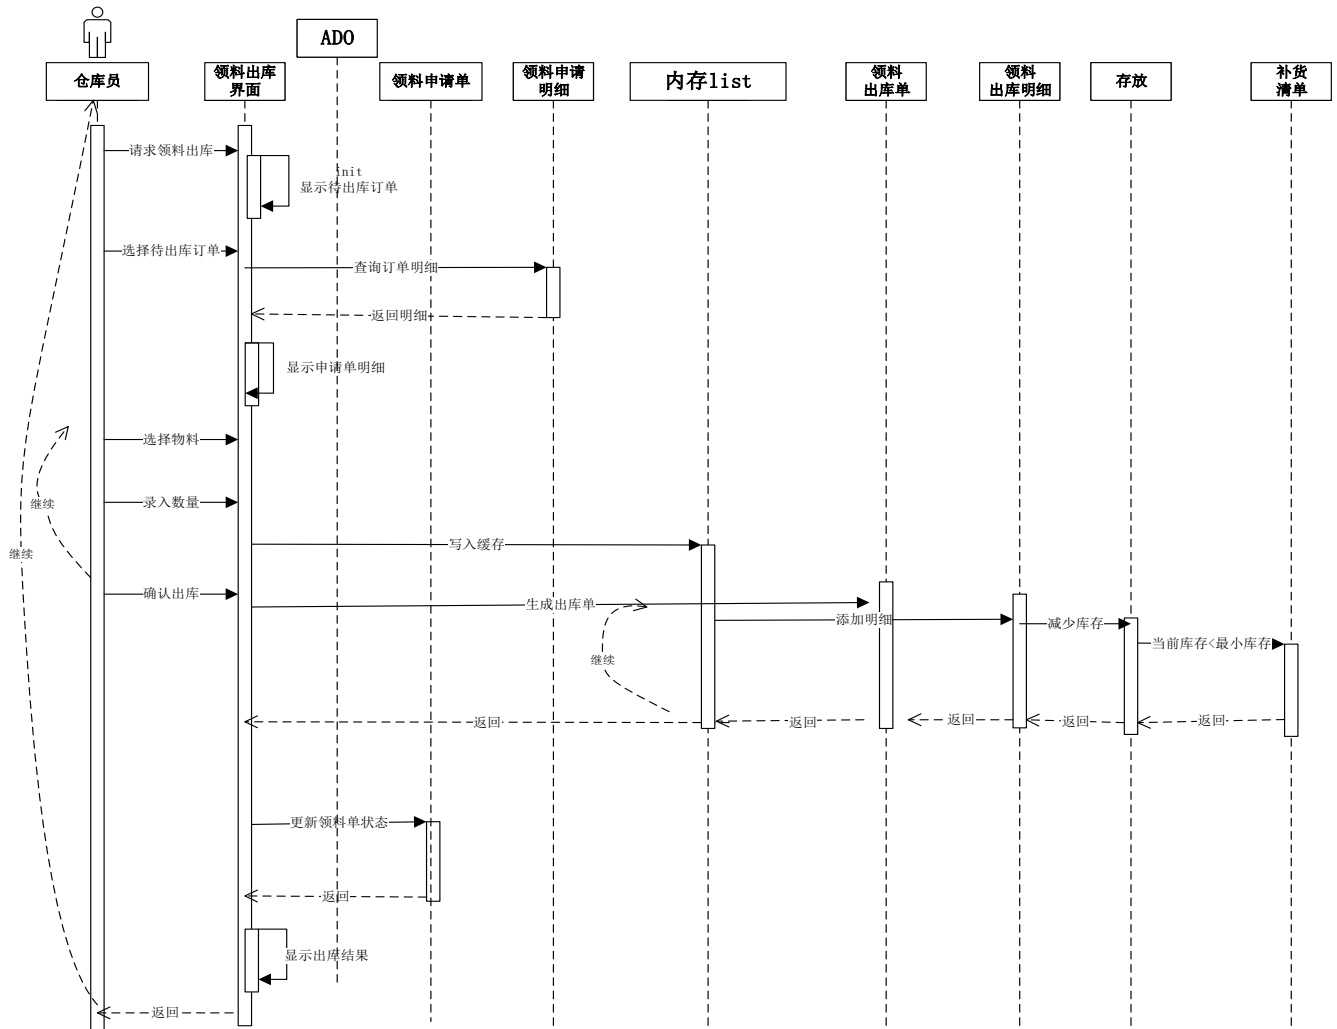 ADO
仓库员
领料出库
界面
领料申请单
领料申请
明细
内存list
领料
出库单
领料
出库明细
存放
补货
清单
请求领料出库
init
显示待出库订单
选择待出库订单
查询订单明细
返回明细
显示申请单明细
选择物料
继续
录入数量
继续
写入缓存
确认出库
生成出库单
添加明细
减少库存
当前库存<最小库存
继续
返回
返回
返回
返回
返回
更新领料单状态
返回
显示出库结果
返回